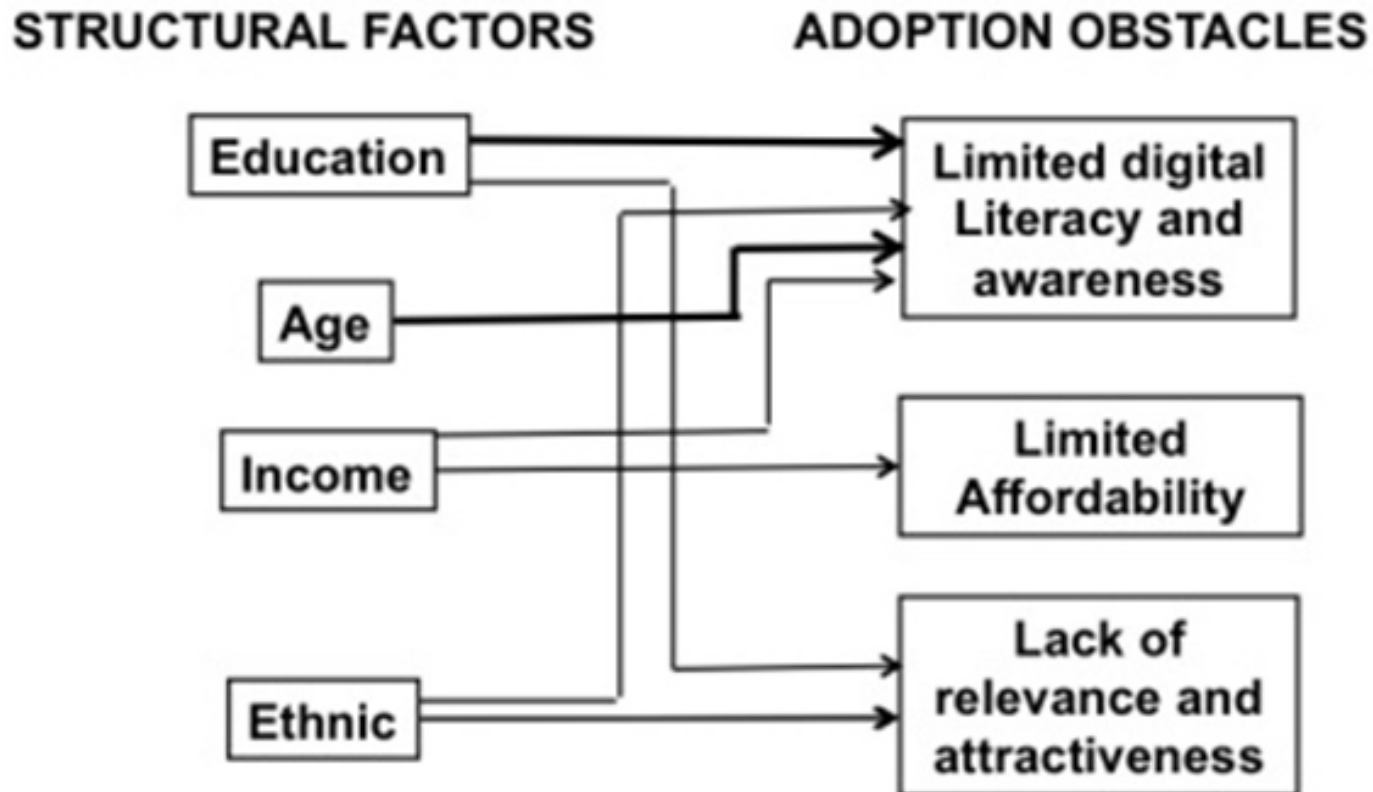 STRUCTURAL FACTORS
ADOPTION OBSTACLES
Education
Age
Income
Ethnic
Limited digital
Literacy and
awareness
Limited
Affordability
Lack of
relevance and
attractiveness